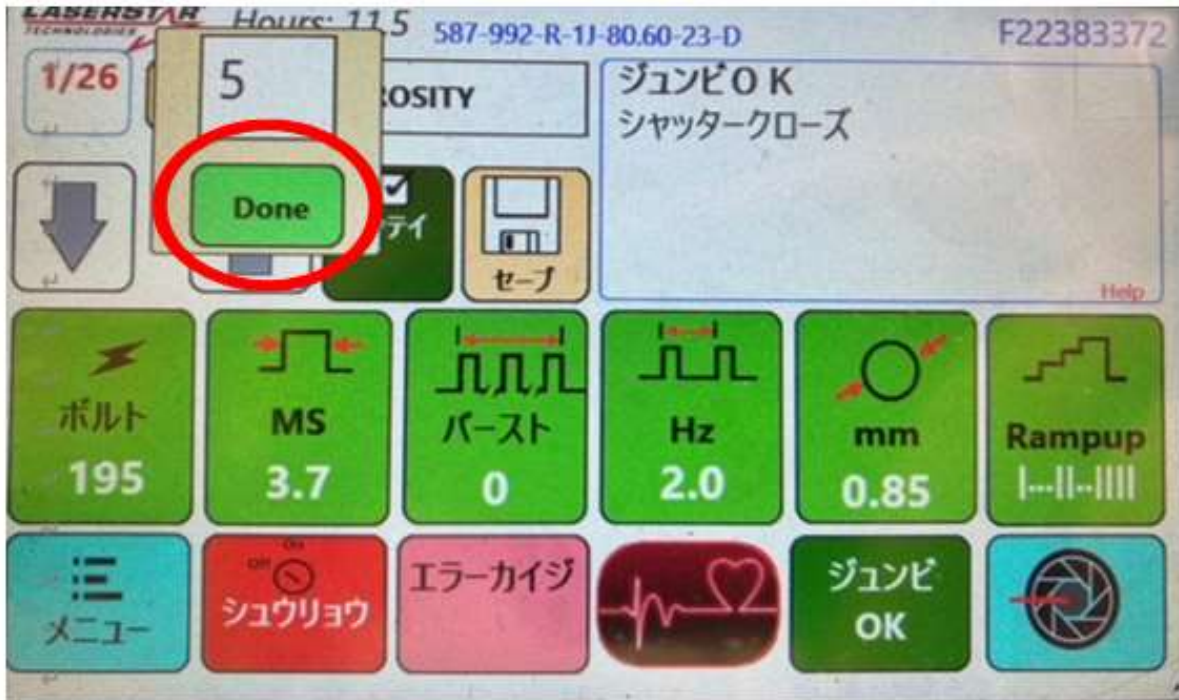 LASERSTAR
TECHNOLOGIES
Hours: 11.5
587-992-R-1J-80.60-23-D
F22383372
1/26
5
OSITY
ジュンビOK
シャッタークローズ
Done
テイ
セーブ
Help
ボルト
195
MS
3.7
バースト
0
Hz
2.0
mm
0.85
Rampup
メニュー
Off
On
シュウリョウ
エラーカイジ
ジュンビ
OK